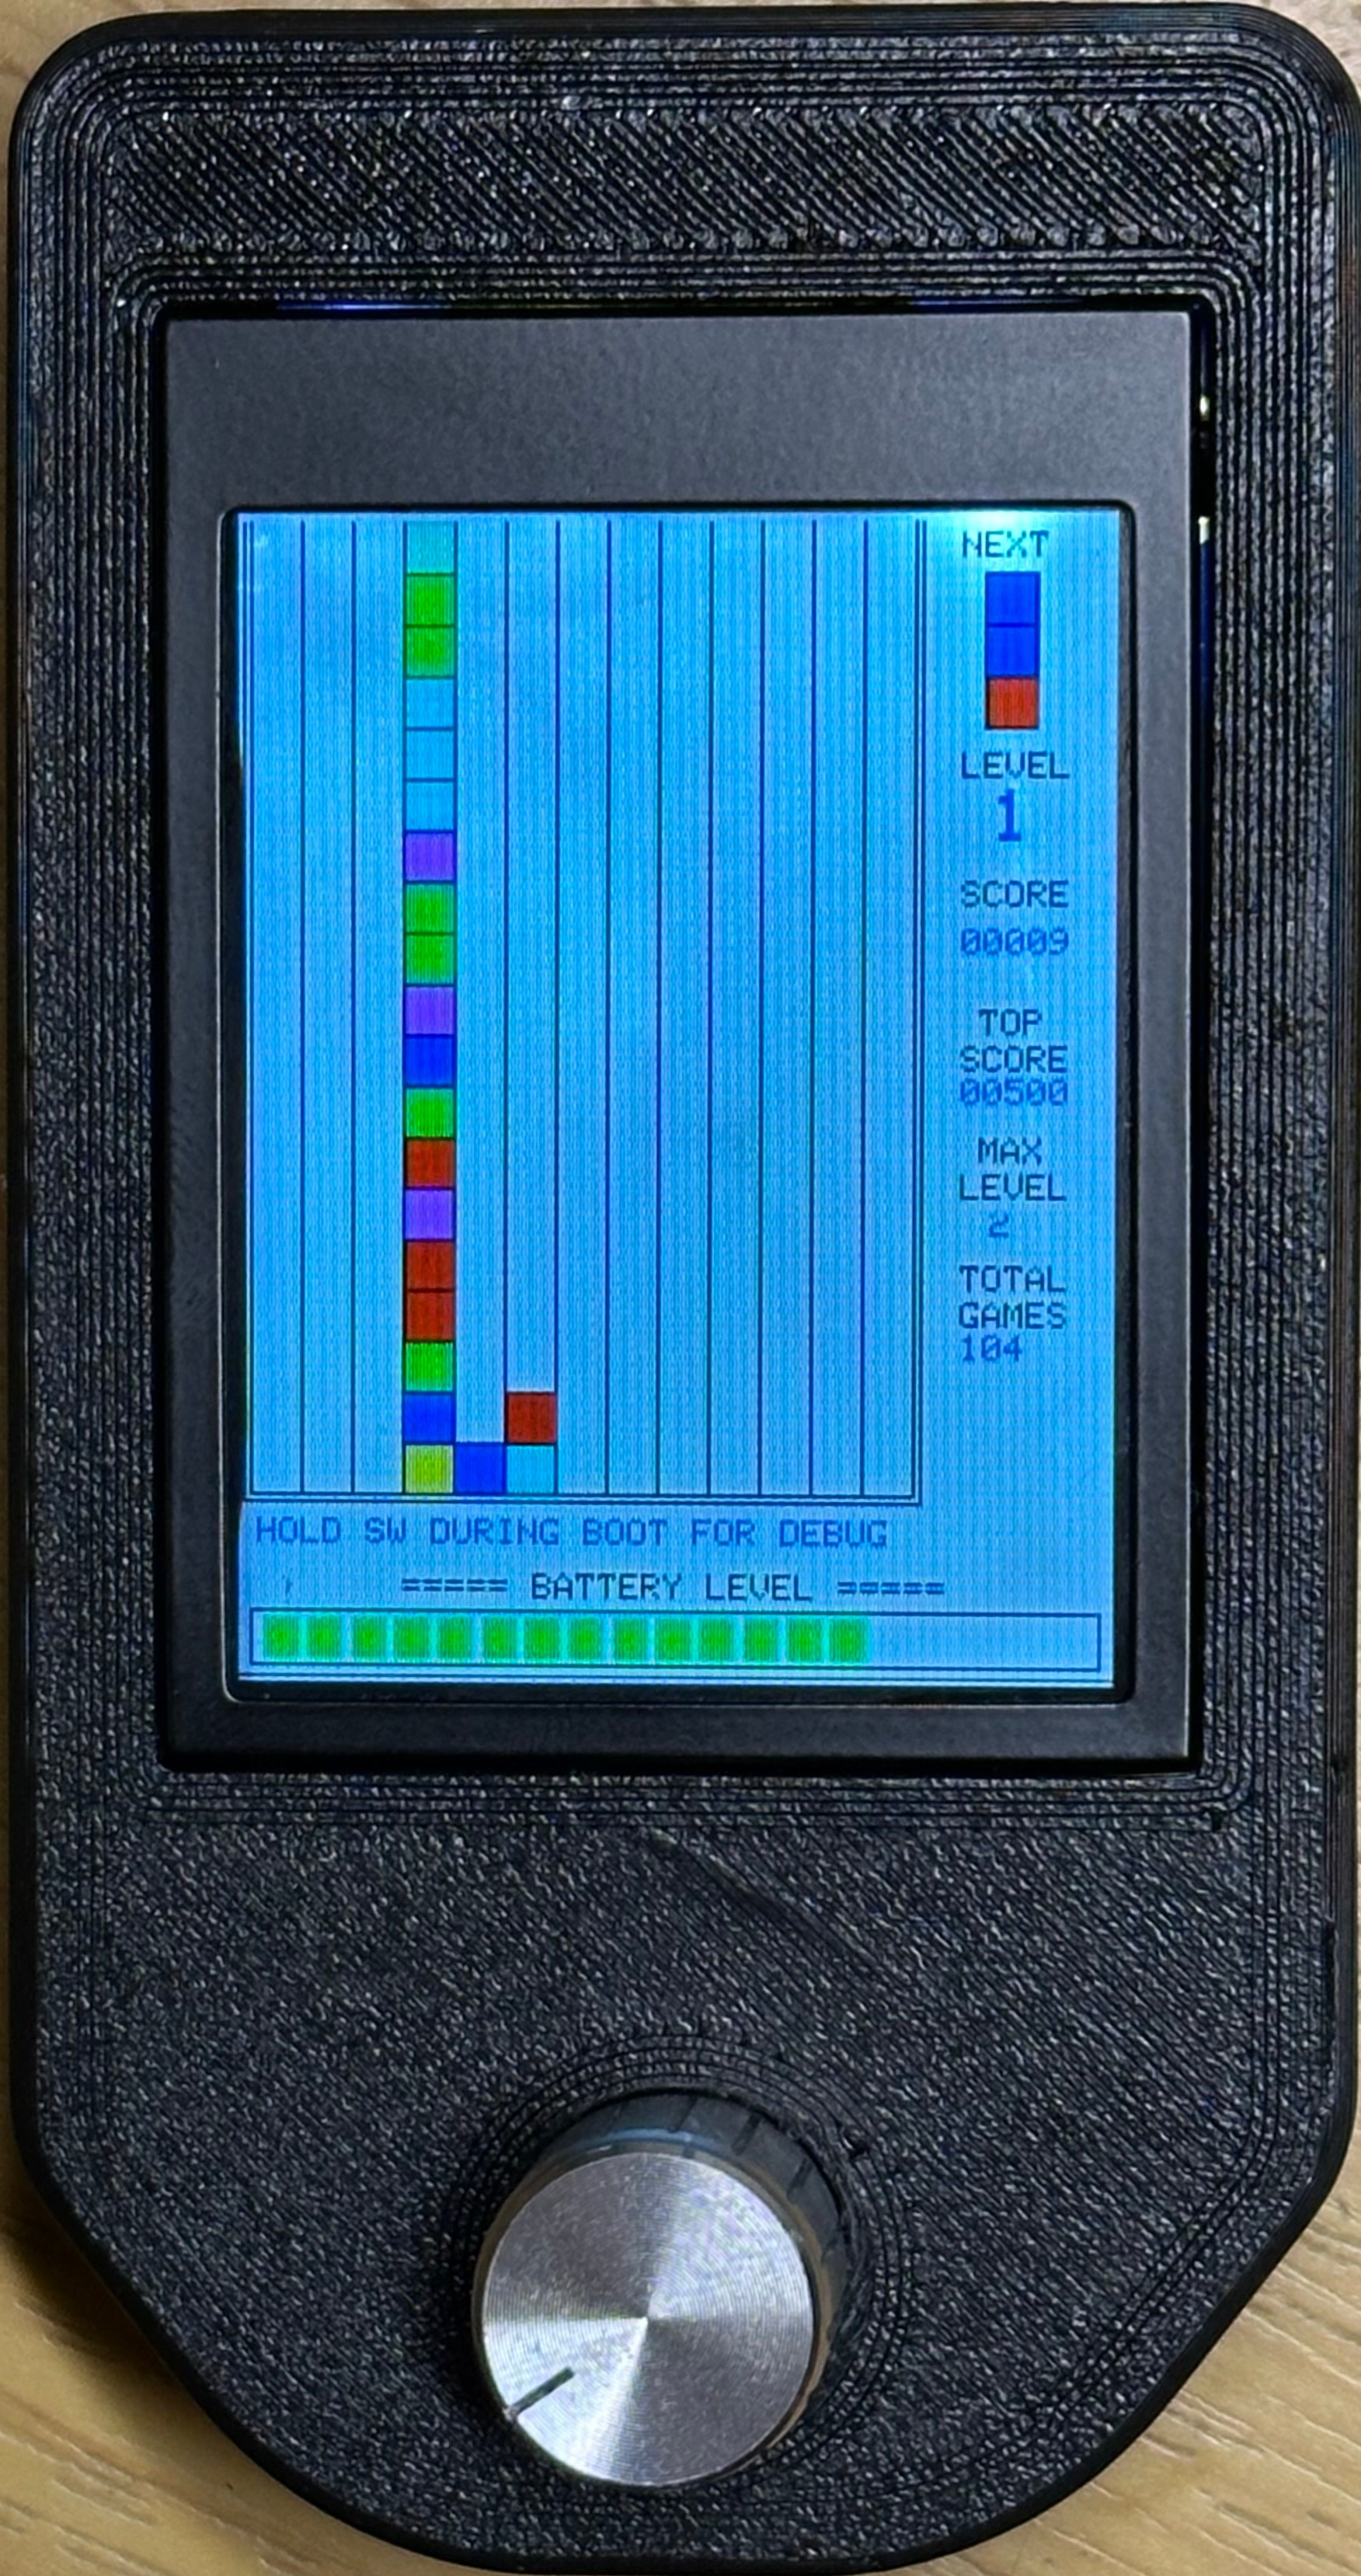 NEXT
LEVEL
1
SCORE
00009
TOP
SCORE
00500
MAX
LEVEL
2
TOTAL
GAMES
104
HOLD SW DURING BOOT FOR DEBUG
===== BATTERY LEVEL =====